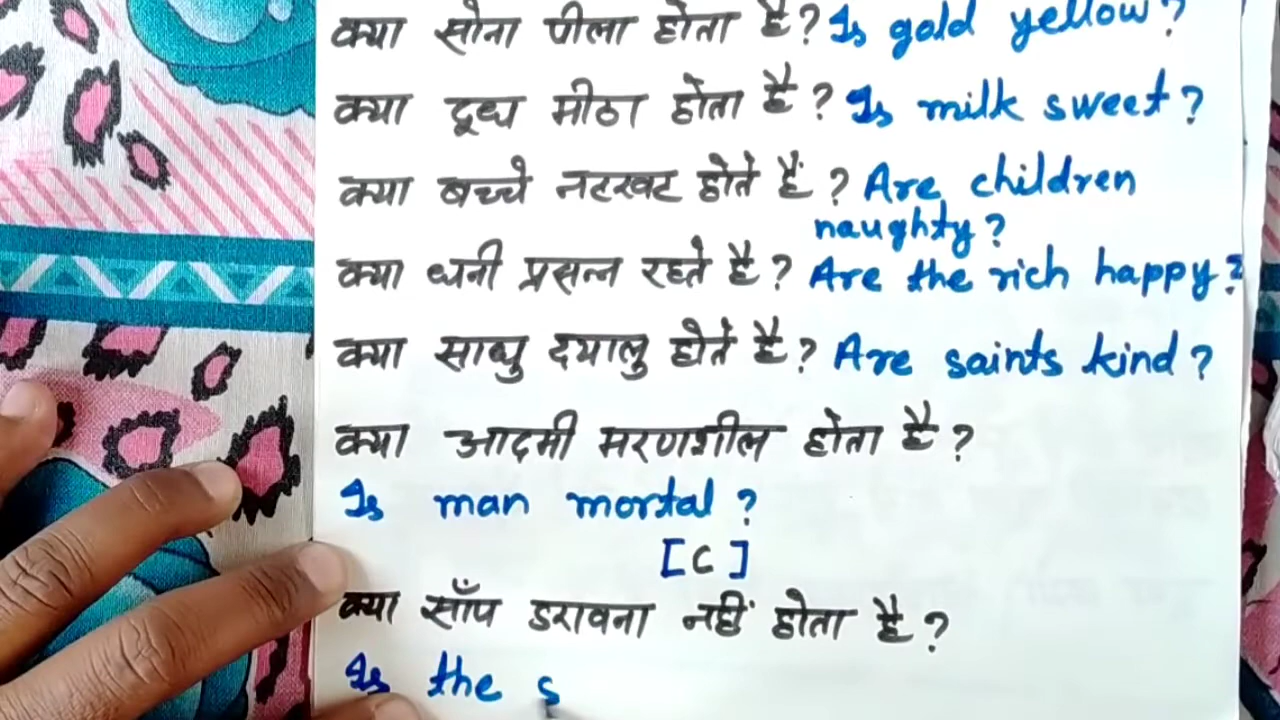 क्या सोना पीला होता है? Is gold yellow?
क्या दूध मीठा होता है? Is milk sweet?
क्या बच्चे नटखट होते हैं? Are children
naughty?
क्या धनी प्रसन्न रहते है? Are the rich happy?
क्या साधु दयालु होते है? Are saints kind?
क्या आदमी मरणशील होता है?
Is man mortal?
[C]
क्या साँप डरावना नहीं होता है?
Is the s